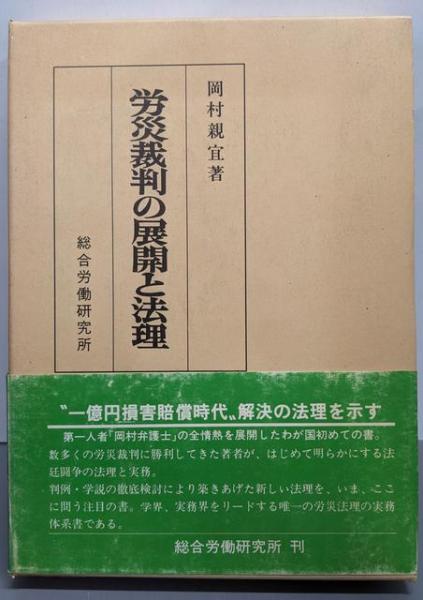 岡村親宜著
労災裁判の展開と法理
総合労働研究所
〝一億円損害賠償時代〟解決の法理を示す
第一人者「岡村弁護士」の全情熱を展開したわが国初めての書。
数多くの労災裁判に勝利してきた著者が、はじめて明らかにする法
廷闘争の法理と実務。
判例・学説の徹底検討により築きあげた新しい法理を、いま、ここ
に問う注目の書。学界、実務界をリードする唯一の労災法理の実務
体系書である。
総合労働研究所 刊